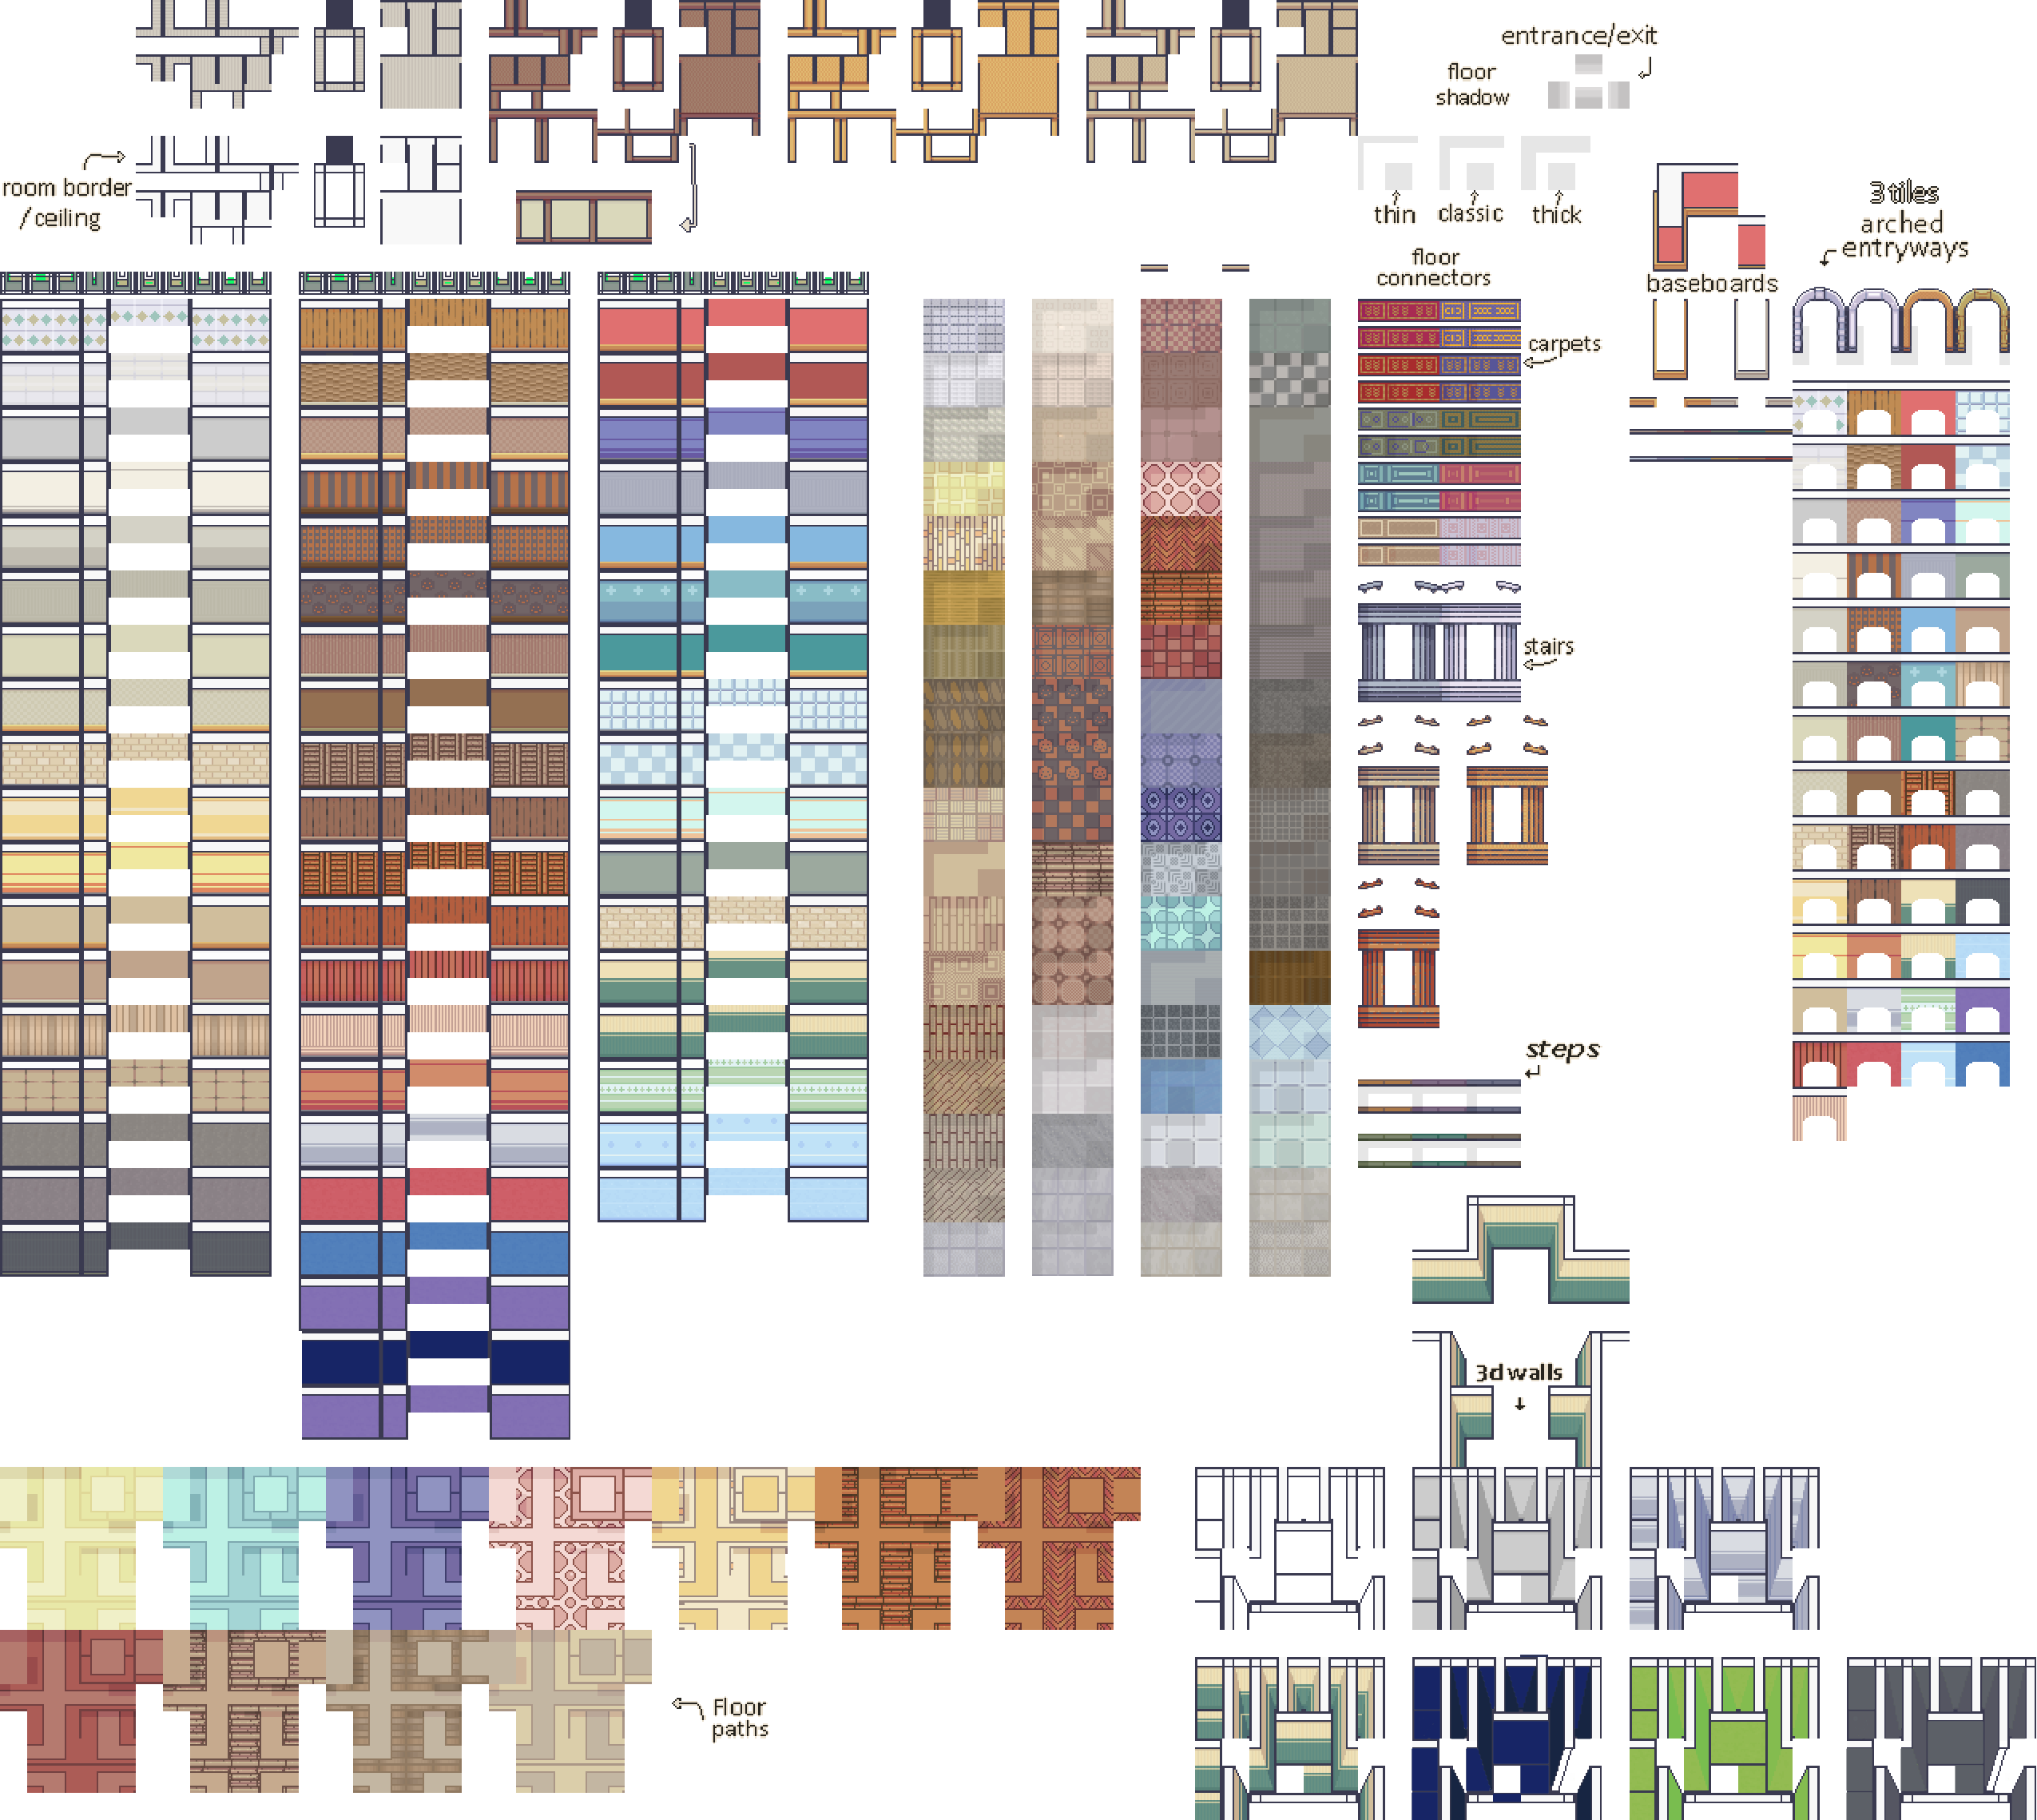 entrance/exit
floor
shadow
room border
/ceiling
thin classic thick
3 tiles
arched
entryways
floor
connectors
baseboards
carpets
stairs
steps
3d walls
Floor
paths